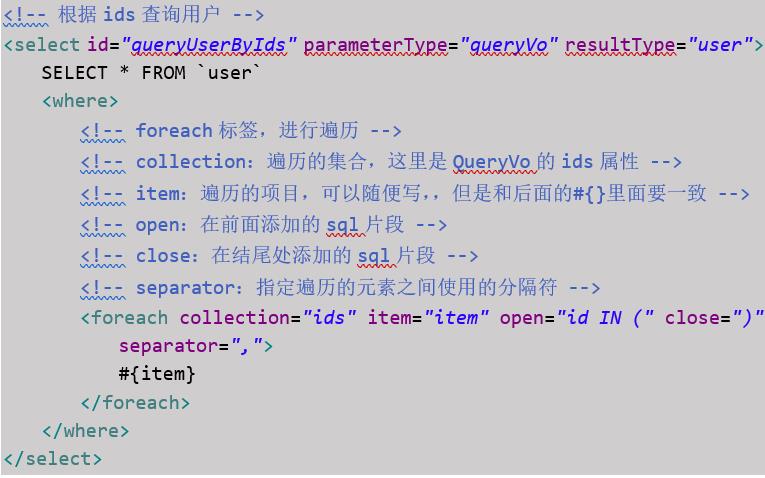 <!-- 根据 ids 查询用户 -->
<select id="queryUserByIds" parameterType="queryVo" resultType="user">
SELECT * FROM `user`
<where>
<!-- foreach 标签，进行遍历 -->
<!-- collection：遍历的集合，这里是 QueryVo 的 ids 属性 -->
<!-- item：遍历的项目，可以随便写，，但是和后面的#{}里面要一致 -->
<!-- open：在前面添加的 sql 片段 -->
<!-- close：在结尾处添加的 sql 片段 -->
<!-- separator：指定遍历的元素之间使用的分隔符 -->
<foreach collection="ids" item="item" open="id IN (" close=")"
separator=",">
#{item}
</foreach>
</where>
</select>